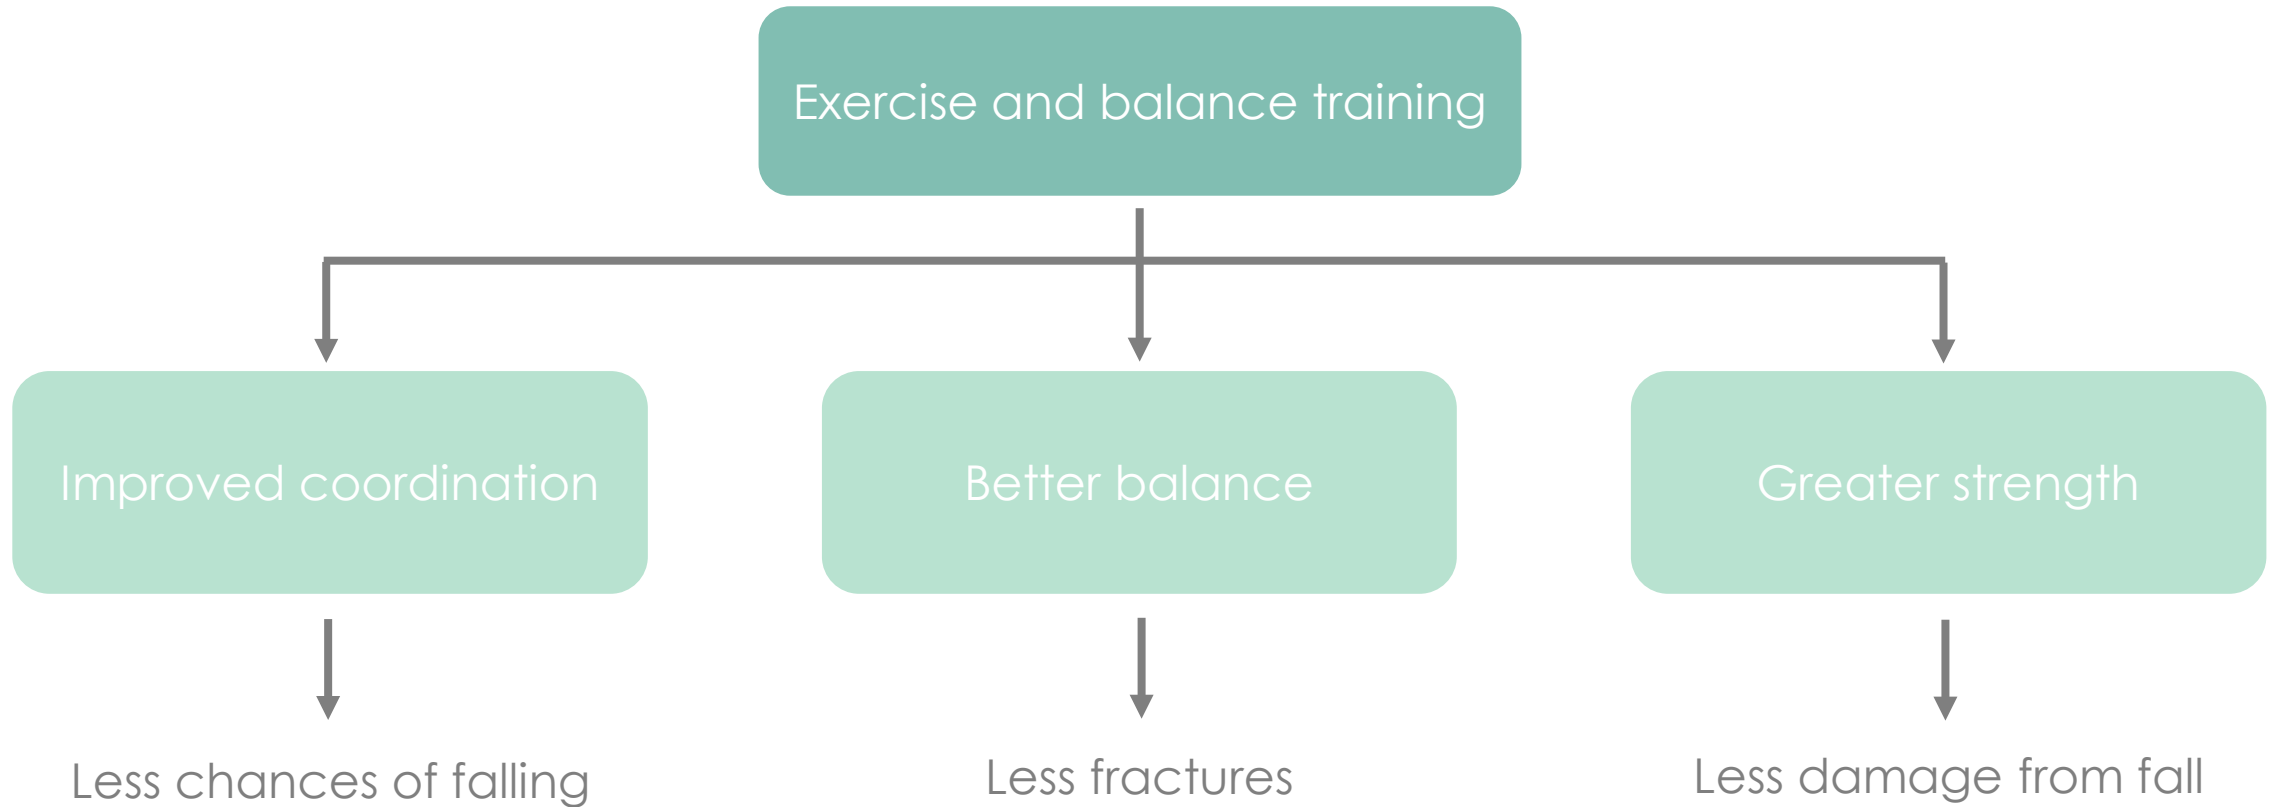 Exercise and balance training
Improved coordination
Better balance
Greater strength
Less chances of falling
Less fractures
Less damage from fall